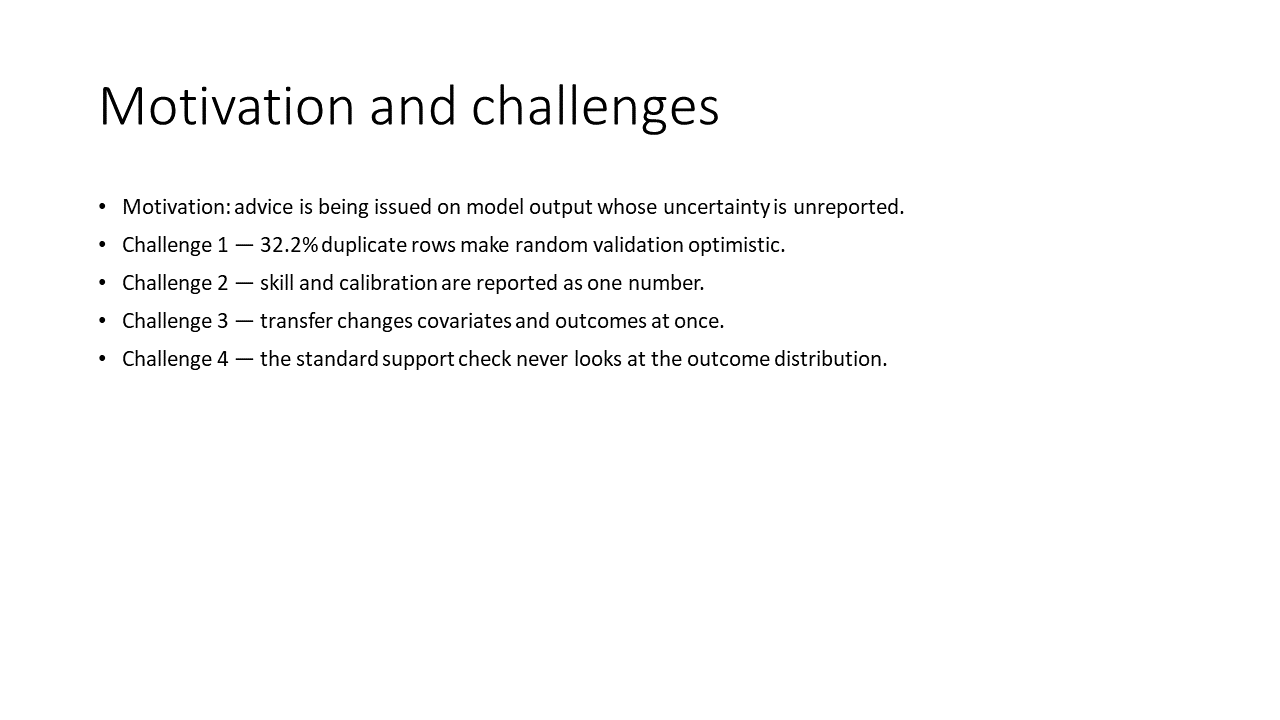 Motivation and challenges
• Motivation: advice is being issued on model output whose uncertainty is unreported.
• Challenge 1 — 32.2% duplicate rows make random validation optimistic.
• Challenge 2 — skill and calibration are reported as one number.
• Challenge 3 — transfer changes covariates and outcomes at once.
• Challenge 4 — the standard support check never looks at the outcome distribution.